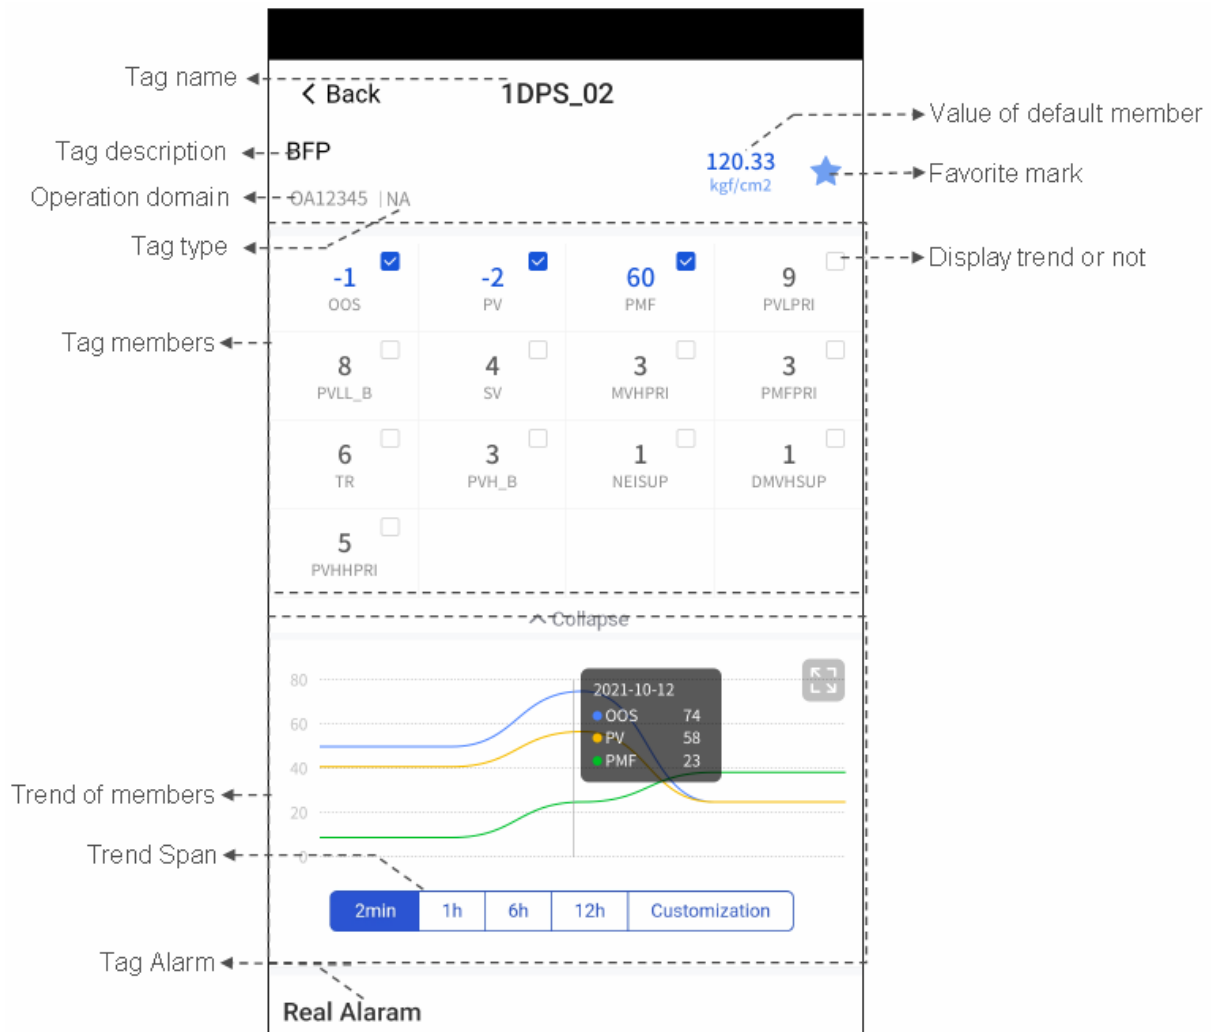 Tag name
< Back
1DPS_02
Value of default member
Tag description
BFP
120.33
kgf/cm2
Favorite mark
Operation domain
OA12345 | NA
Tag type
Display trend or not
-1
OOS
-2
PV
60
PMF
9
PVLPRI
Tag members
8
PVLL_B
4
SV
3
MVHPRI
3
PMFPRI
6
TR
3
PVH_B
1
NEISUP
1
DMVHSUP
5
PVHHPRI
Collapse
80
60
40
20
0
2021-10-12
OOS 74
PV 58
PMF 23
Trend of members
Trend Span
2min 1h 6h 12h Customization
Tag Alarm
Real Alaram